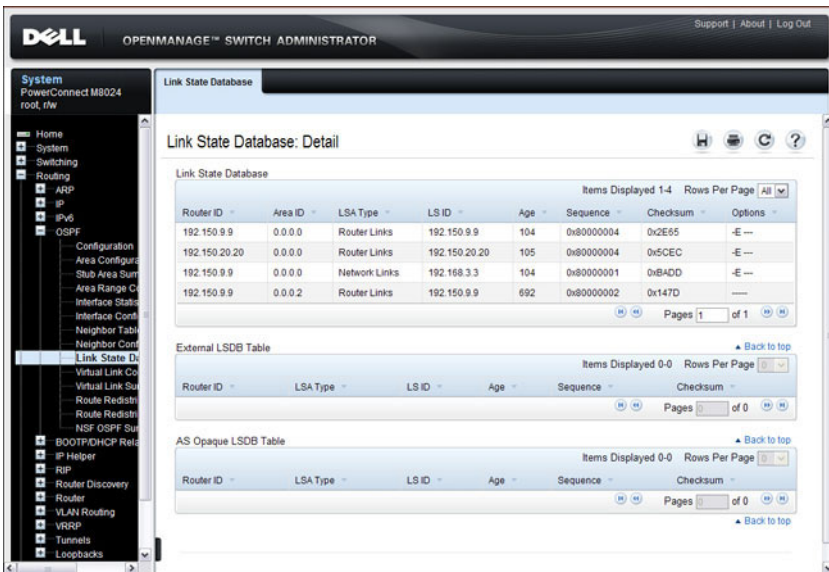 Support | About | Log Out
DELL OPENMANAGE™ SWITCH ADMINISTRATOR
System
PowerConnect M8024
root, r/w
Home
System
Switching
Routing
ARP
IP
IPv6
OSPF
Configuration
Area Configura
Stub Area Sum
Area Range Co
Interface Statis
Interface Confi
Neighbor Table
Neighbor Conf
Link State Da
Virtual Link Co
Virtual Link Sur
Route Redistri
Route Redistri
NSF OSPF Sur
BOOTP/DHCP Rela
IP Helper
RIP
Router Discovery
Router
VLAN Routing
VRRP
Tunnels
Loopbacks
Link State Database
Link State Database: Detail
Link State Database
Items Displayed 1-4 Rows Per Page All
Router ID Area ID LSA Type LS ID Age Sequence Checksum Options
192.150.9.9 0.0.0.0 Router Links 192.150.9.9 104 0x80000004 0x2E65 -E ---
192.150.20.20 0.0.0.0 Router Links 192.150.20.20 105 0x80000004 0x5CEC -E ---
192.150.9.9 0.0.0.0 Network Links 192.168.3.3 104 0x80000001 0xBADD -E ---
192.150.9.9 0.0.0.2 Router Links 192.150.9.9 692 0x80000002 0x147D -----
Pages 1 of 1
External LSDB Table
Back to top
Items Displayed 0-0 Rows Per Page 0
Router ID LSA Type LS ID Age Sequence Checksum
Pages 0 of 0
AS Opaque LSDB Table
Back to top
Items Displayed 0-0 Rows Per Page 0
Router ID LSA Type LS ID Age Sequence Checksum
Pages 0 of 0
Back to top